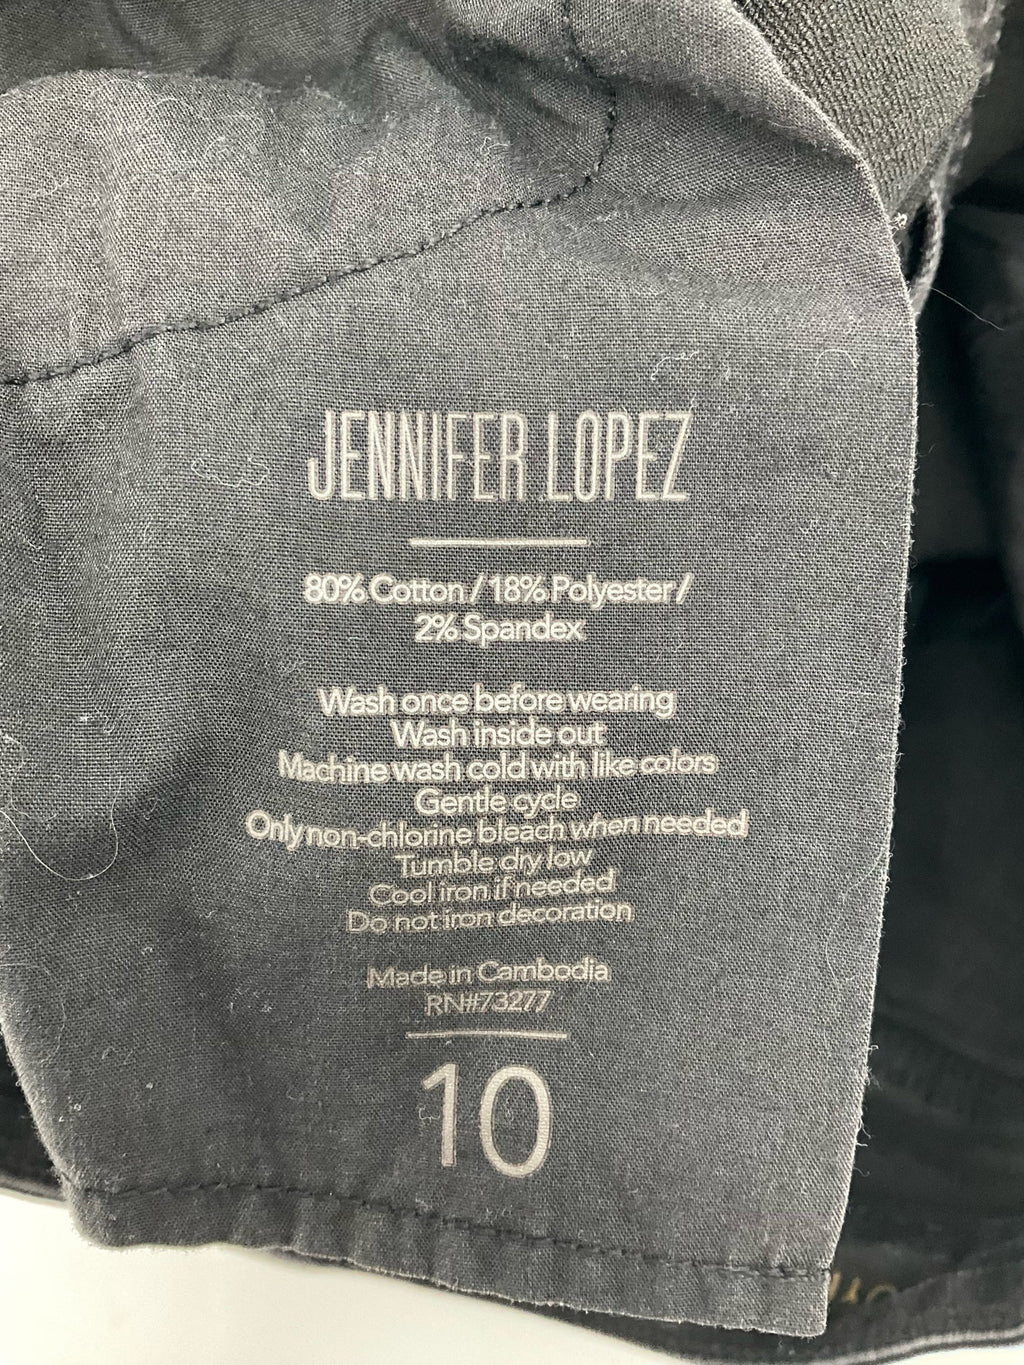 JENNIFER LOPEZ
80% Cotton / 18% Polyester /
2% Spandex
Wash once before wearing
Wash inside out
Machine wash cold with like colors
Gentle cycle
Only non-chlorine bleach when needed
Tumble dry low
Cool iron if needed
Do not iron decoration
Made in Cambodia
RN#73277
10